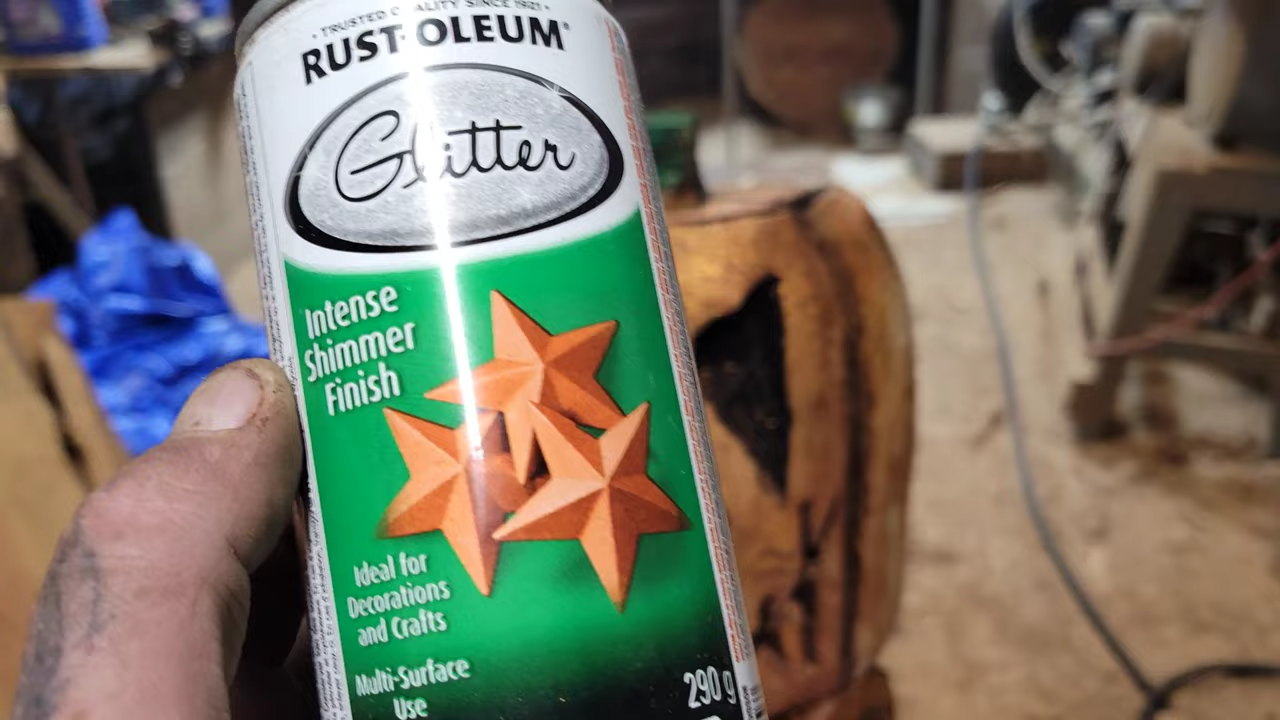 • TRUSTED QUALITY SINCE 1921 •
RUST-OLEUM®
Glitter
Intense
Shimmer
Finish
Ideal for
Decorations
and Crafts
Multi-Surface
Use
290 g